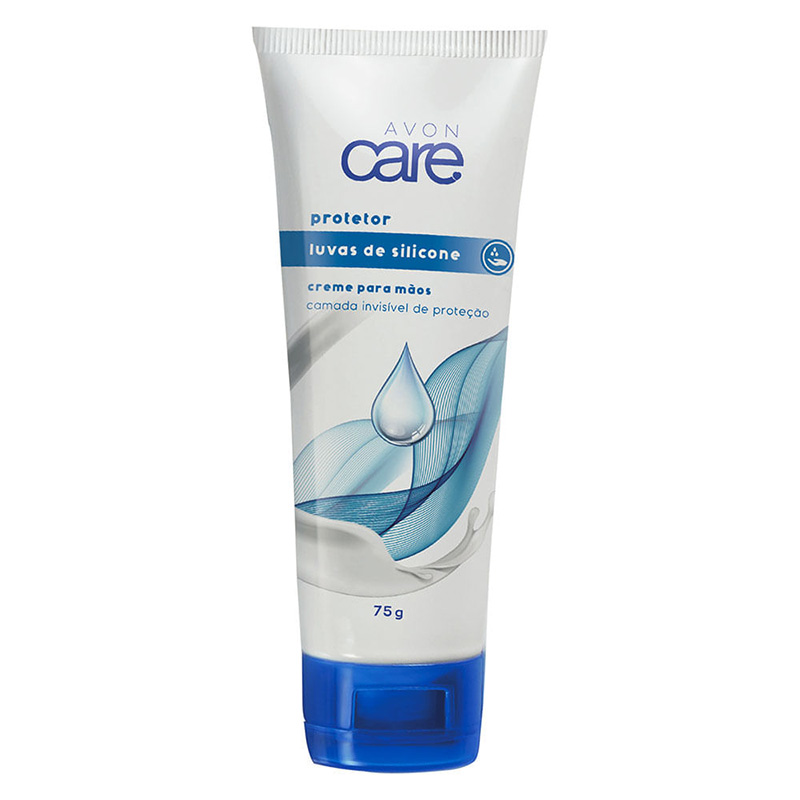 AVON
care
protetor
luvas de silicone
creme para mãos
camada invisível de proteção
75g